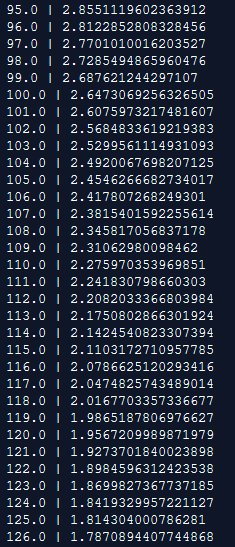 95.0 | 2.8551119602363912
96.0 | 2.8122852808328456
97.0 | 2.7701010016203527
98.0 | 2.7285494865960476
99.0 | 2.687621244297107
100.0 | 2.6473069256326505
101.0 | 2.6075973217481607
102.0 | 2.5684833619219383
103.0 | 2.5299561114931093
104.0 | 2.4920067698207125
105.0 | 2.4546266682734017
106.0 | 2.417807268249301
107.0 | 2.3815401592255614
108.0 | 2.345817056837178
109.0 | 2.31062980098462
110.0 | 2.275970353969851
111.0 | 2.241830798660303
112.0 | 2.2082033366803984
113.0 | 2.1750802866301924
114.0 | 2.1424540823307394
115.0 | 2.1103172710957785
116.0 | 2.0786625120293416
117.0 | 2.0474825743489014
118.0 | 2.0167703357336677
119.0 | 1.9865187806976627
120.0 | 1.9567209989871979
121.0 | 1.9273701840023898
122.0 | 1.8984596312423538
123.0 | 1.8699827367737185
124.0 | 1.8419329957221127
125.0 | 1.814304000786281
126.0 | 1.7870894407744868